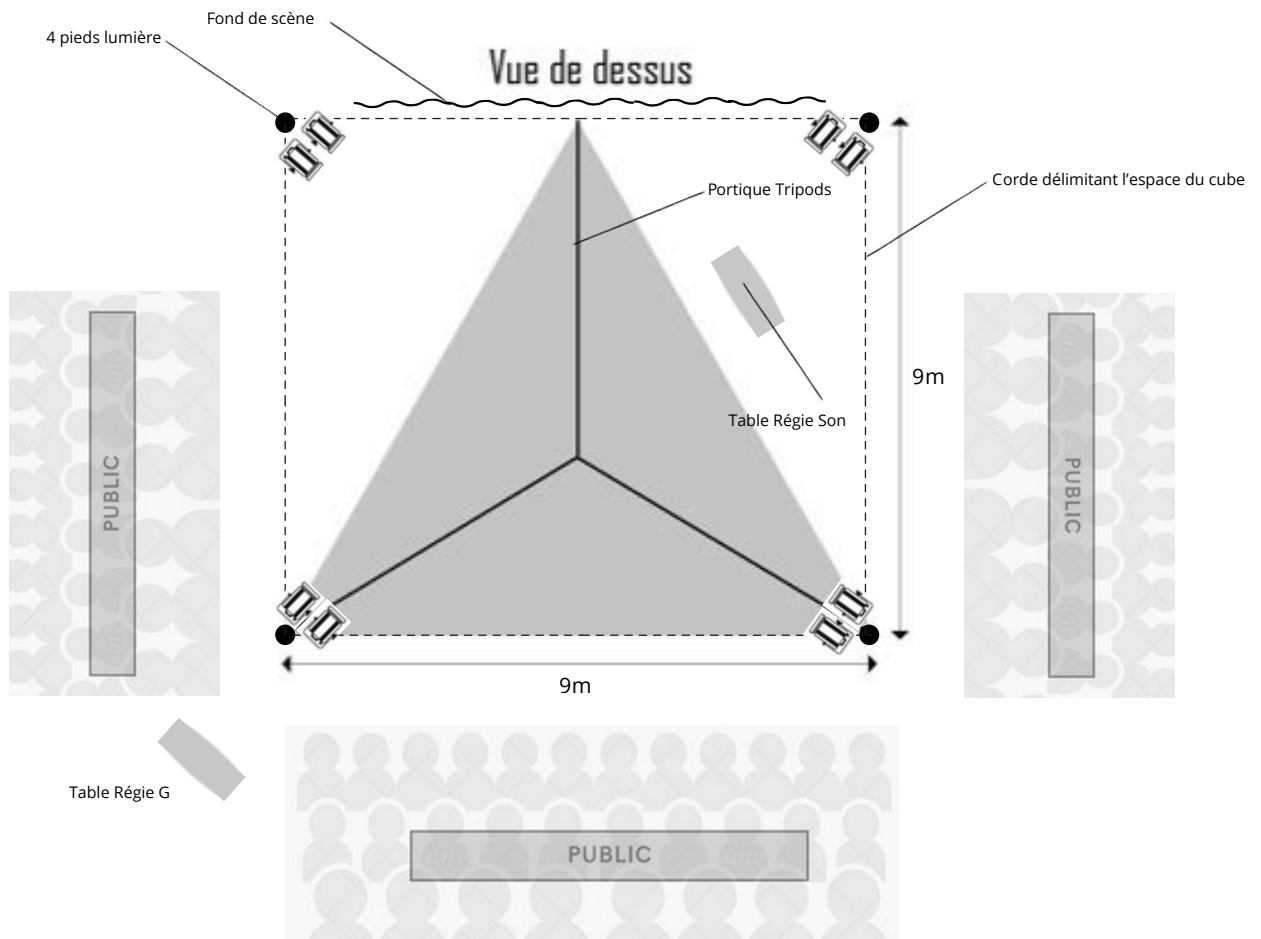 Fond de scène
4 pieds lumière
Vue de dessus
Corde délimitant l’espace du cube
Portique Tripods
9m
Table Régie Son
PUBLIC
PUBLIC
9m
Table Régie G
PUBLIC